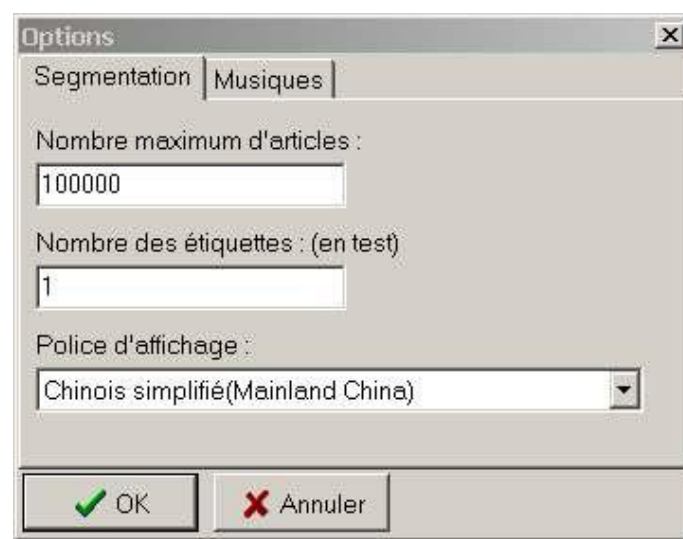 Options
Segmentation Musiques
Nombre maximum d'articles :
100000
Nombre des étiquettes : (en test)
1
Police d'affichage :
Chinois simplifié(Mainland China)
OK Annuler